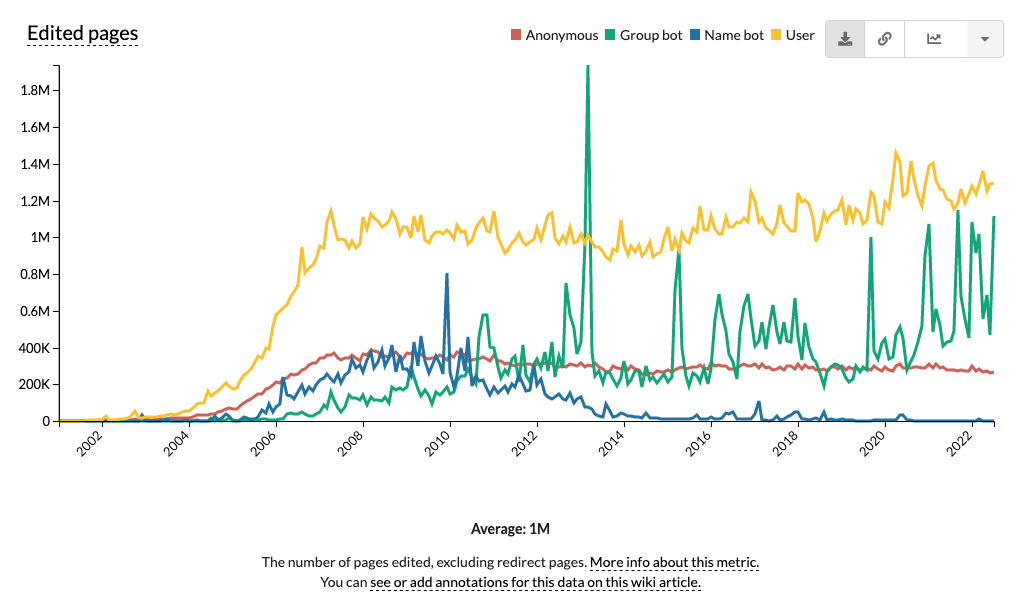 Edited pages
Anonymous Group bot Name bot User
1.8M
1.6M
1.4M
1.2M
1M
0.8M
0.6M
400K
200K
0
2002 2004 2006 2008 2010 2012 2014 2016 2018 2020 2022
Average: 1M
The number of pages edited, excluding redirect pages. More info about this metric.
You can see or add annotations for this data on this wiki article.